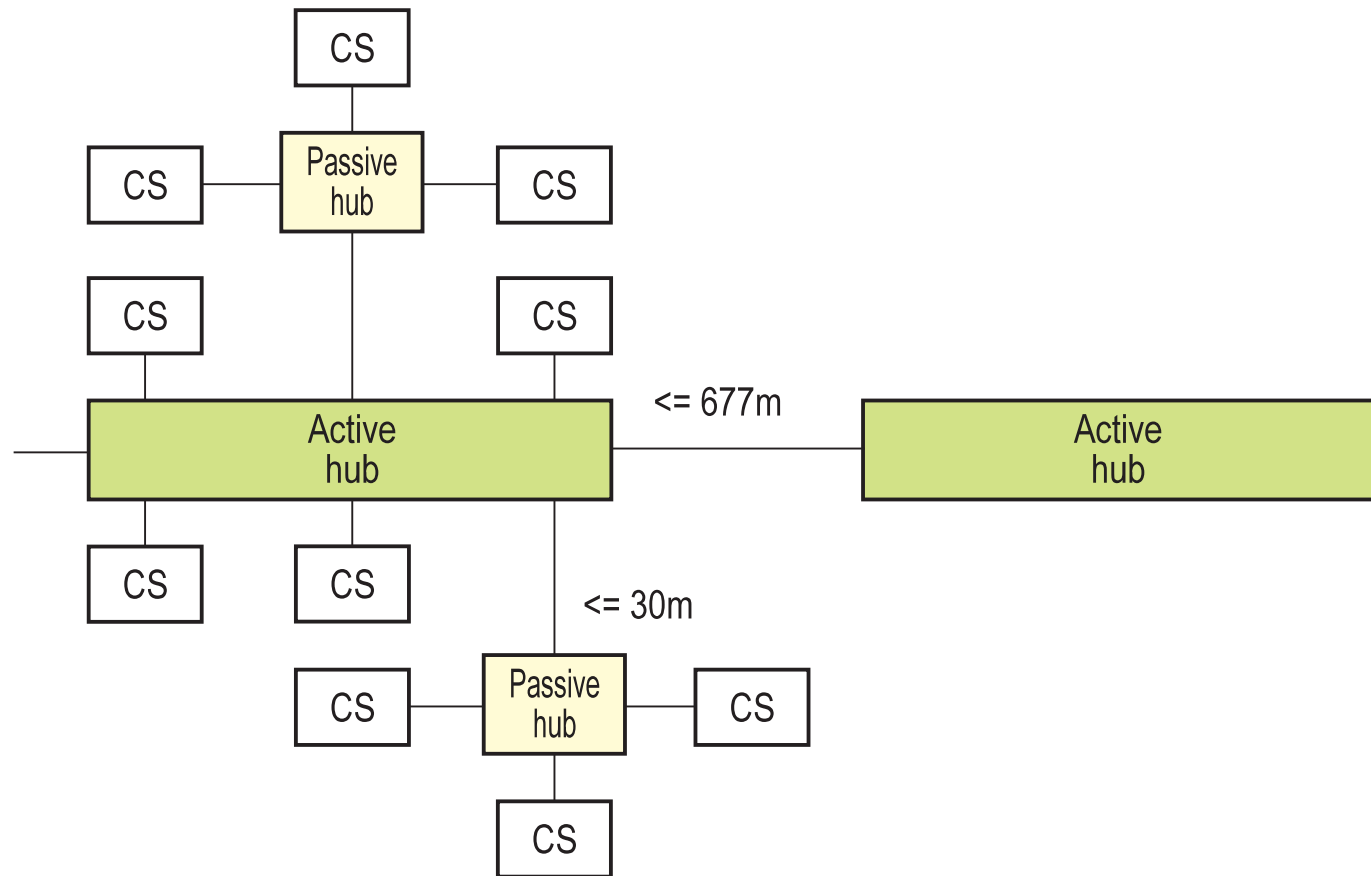 CS
CS
Passive
hub
CS
CS
CS
<= 677m
Active
hub
Active
hub
CS
CS
<= 30m
CS
Passive
hub
CS
CS